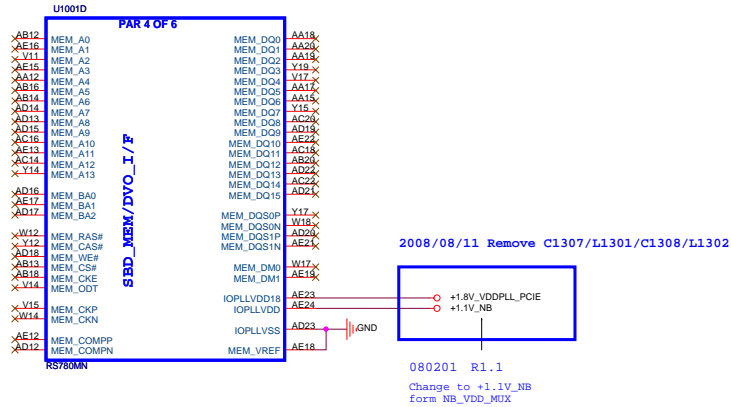 U1001D
PAR 4 OF 6
AB12 MEM_A0 MEM_DQ0 AA18
AE16 MEM_A1 MEM_DQ1 AA20
V11 MEM_A2 MEM_DQ2 AA19
AE15 MEM_A3 MEM_DQ3 Y19
AA12 MEM_A4 MEM_DQ4 V17
AB16 MEM_A5 MEM_DQ5 AA17
AB14 MEM_A6 MEM_DQ6 AA15
AD14 MEM_A7 MEM_DQ7 Y15
AD13 MEM_A8 MEM_DQ8 AC20
AD15 MEM_A9 MEM_DQ9 AD19
AC16 MEM_A10 MEM_DQ10 AE22
AE13 MEM_A11 MEM_DQ11 AC18
AC14 MEM_A12 MEM_DQ12 AB20
Y14 MEM_A13 MEM_DQ13 AD22
MEM_DQ14 AC22
AD16 MEM_BA0 MEM_DQ15 AD21
AE17 MEM_BA1
AD17 MEM_BA2 MEM_DQS0P Y17
MEM_DQS0N W18
W12 MEM_RAS# MEM_DQS1P AD20
Y12 MEM_CAS# MEM_DQS1N AE21
AD18 MEM_WE#
AB13 MEM_CS# MEM_DM0 W17
AB18 MEM_CKE MEM_DM1 AE19
V14 MEM_ODT
IOPLLVDD18 AE23
V15 MEM_CKP IOPLLVDD AE24
W14 MEM_CKN
IOPLLVSS AD23
AE12 MEM_COMPP
AD12 MEM_COMPN MEM_VREF AE18
SBD_MEM/DVO_I/F
RS780MN
GND
2008/08/11 Remove C1307/L1301/C1308/L1302
+1.8V_VDDPLL_PCIE
+1.1V_NB
080201 R1.1
Change to +1.1V_NB
form NB_VDD_MUX